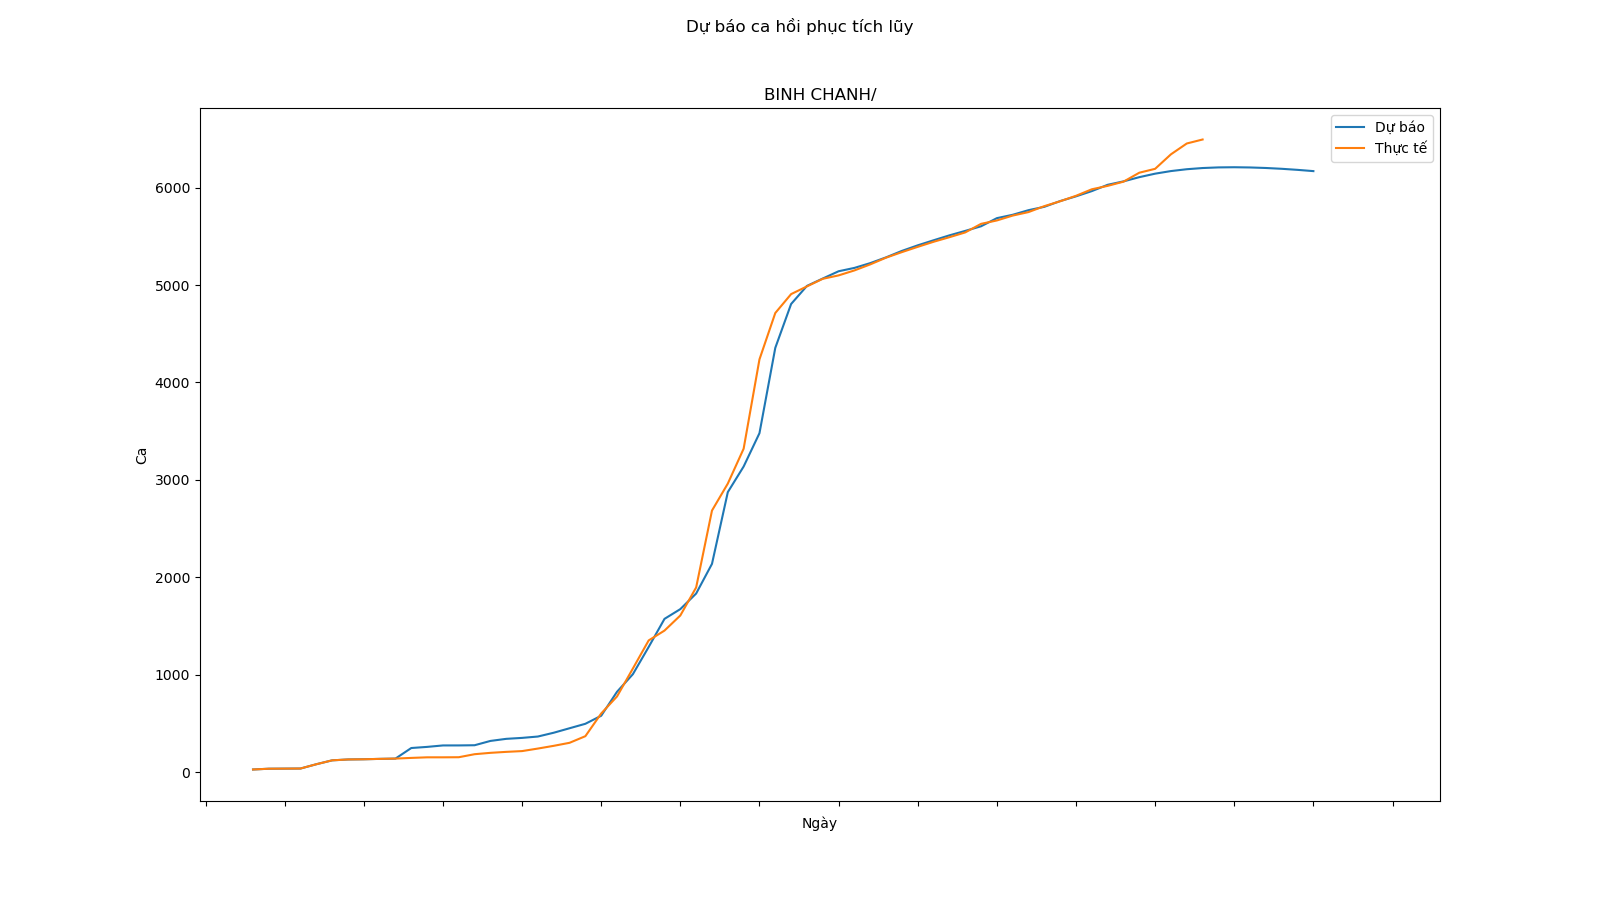 Dự báo ca hồi phục tích lũy
BINH CHANH/
Dự báo
Thực tế
6000
5000
4000
3000
2000
1000
0
Ca
Ngày